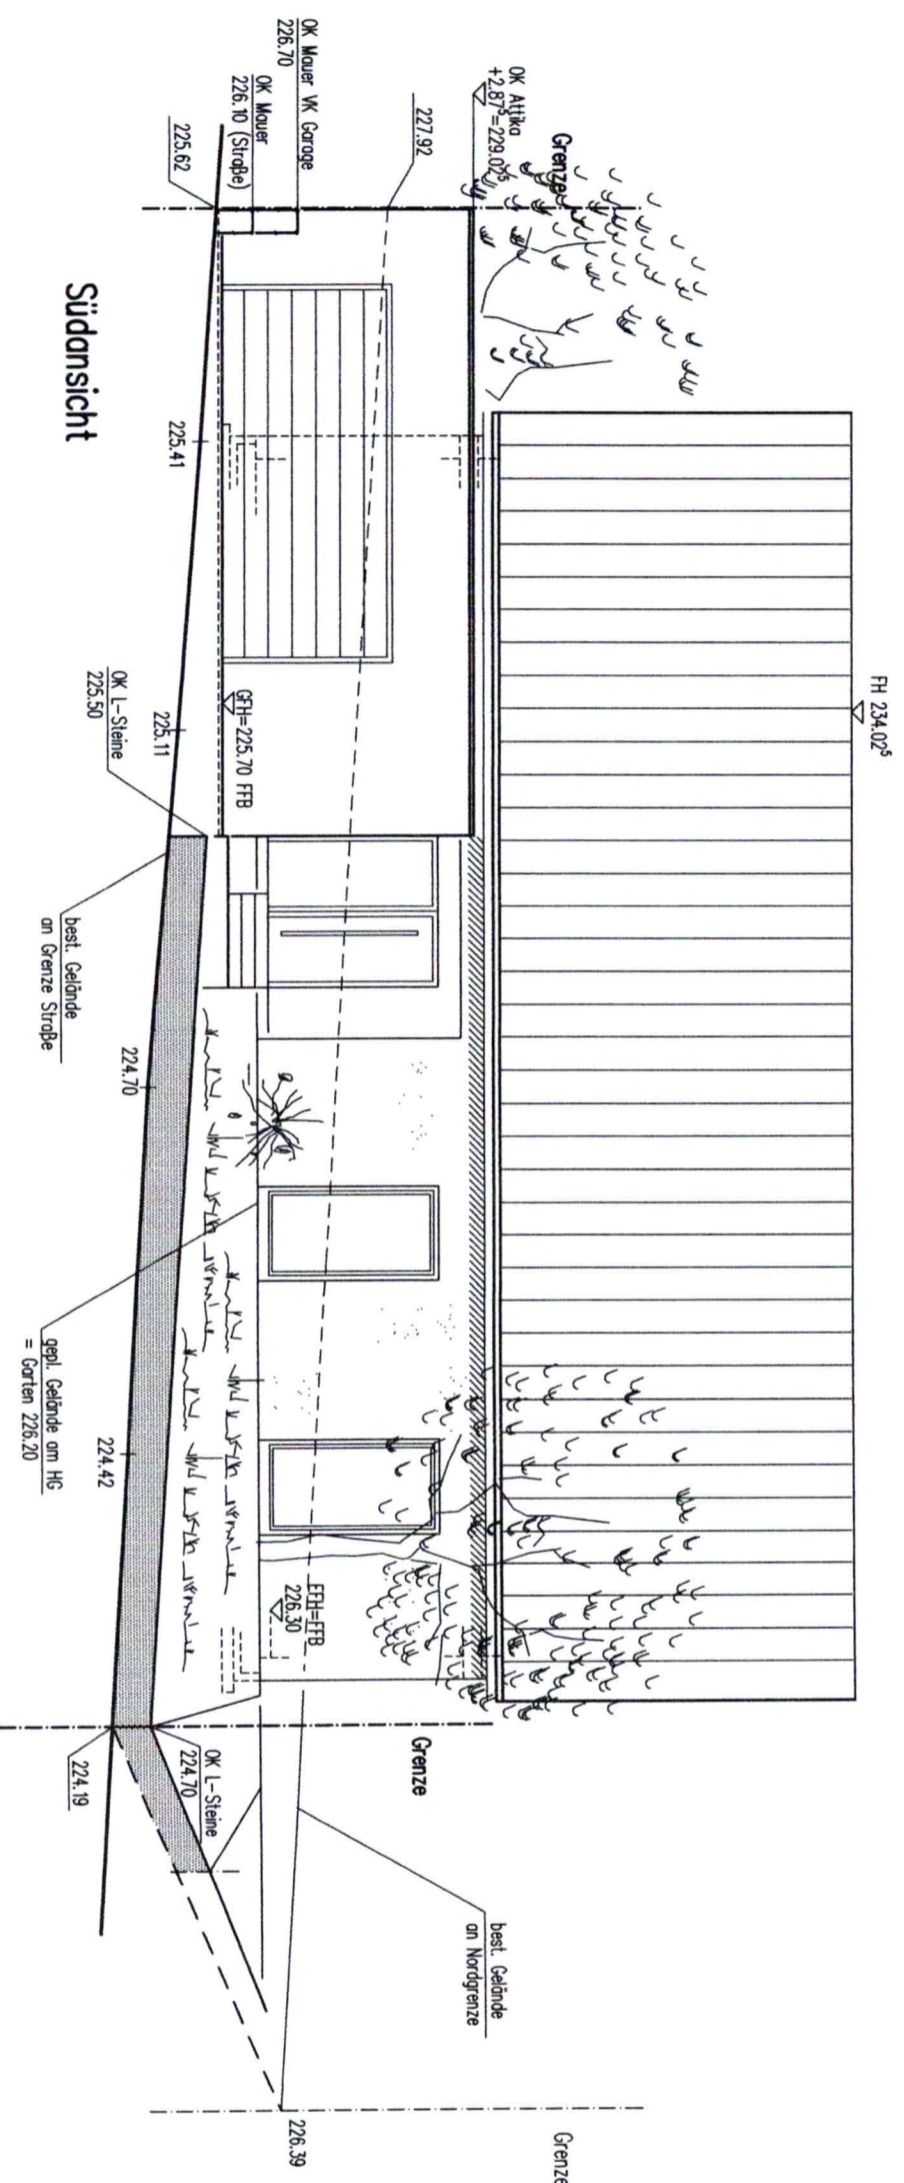 FH 234.02⁵
OK Attika
+2.87⁵=229.02⁵
Grenze
227.92
OK Mauer VK Garage
226.70
OK Mauer
226.10 (Straße)
225.62
225.41
GFH=225.70 FFB
225.11
OK L-Steine
225.50
best. Gelände
an Grenze Straße
224.70
gepl. Gelände am HG
= Garten 226.20
224.42
EFH=FFB
226.30
Grenze
OK L-Steine
224.70
224.19
best. Gelände
an Nordgrenze
226.39
Grenze
Südansicht